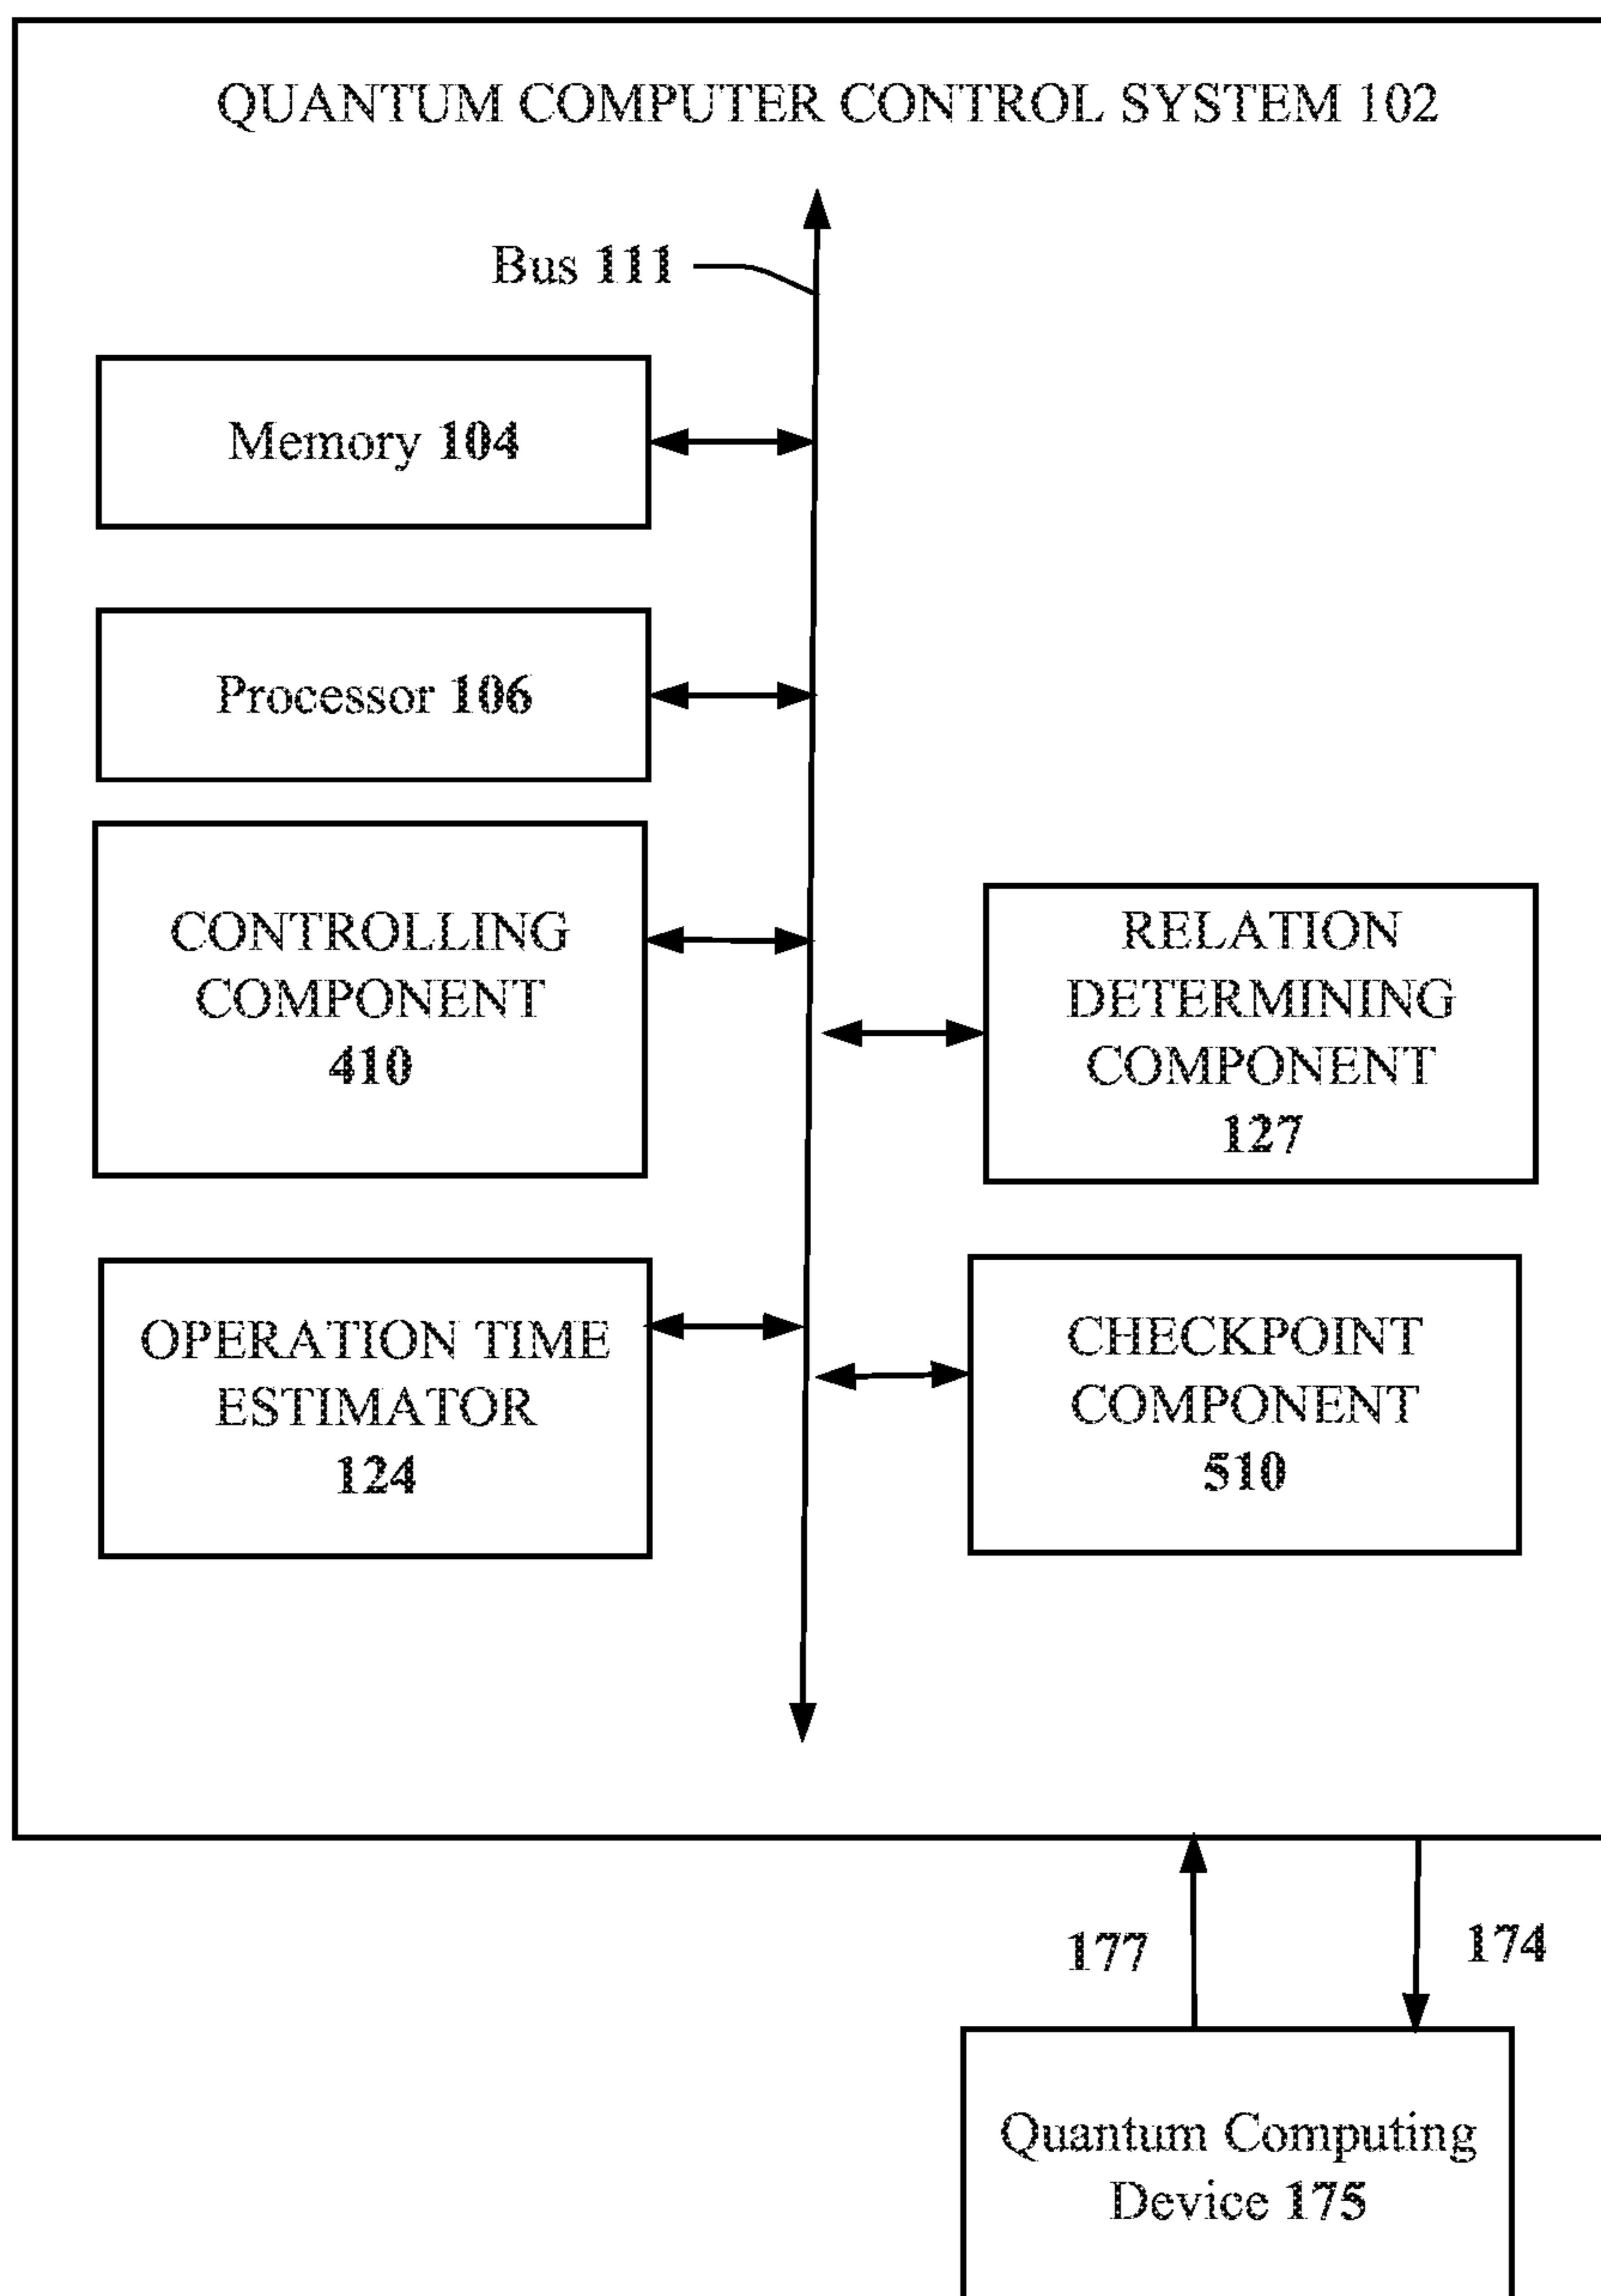 QUANTUM COMPUTER CONTROL SYSTEM 102
Bus 111
Memory 104
Processor 106
CONTROLLING
COMPONENT
410
RELATION
DETERMINING
COMPONENT
127
OPERATION TIME
ESTIMATOR
124
CHECKPOINT
COMPONENT
510
177
174
Quantum Computing
Device 175